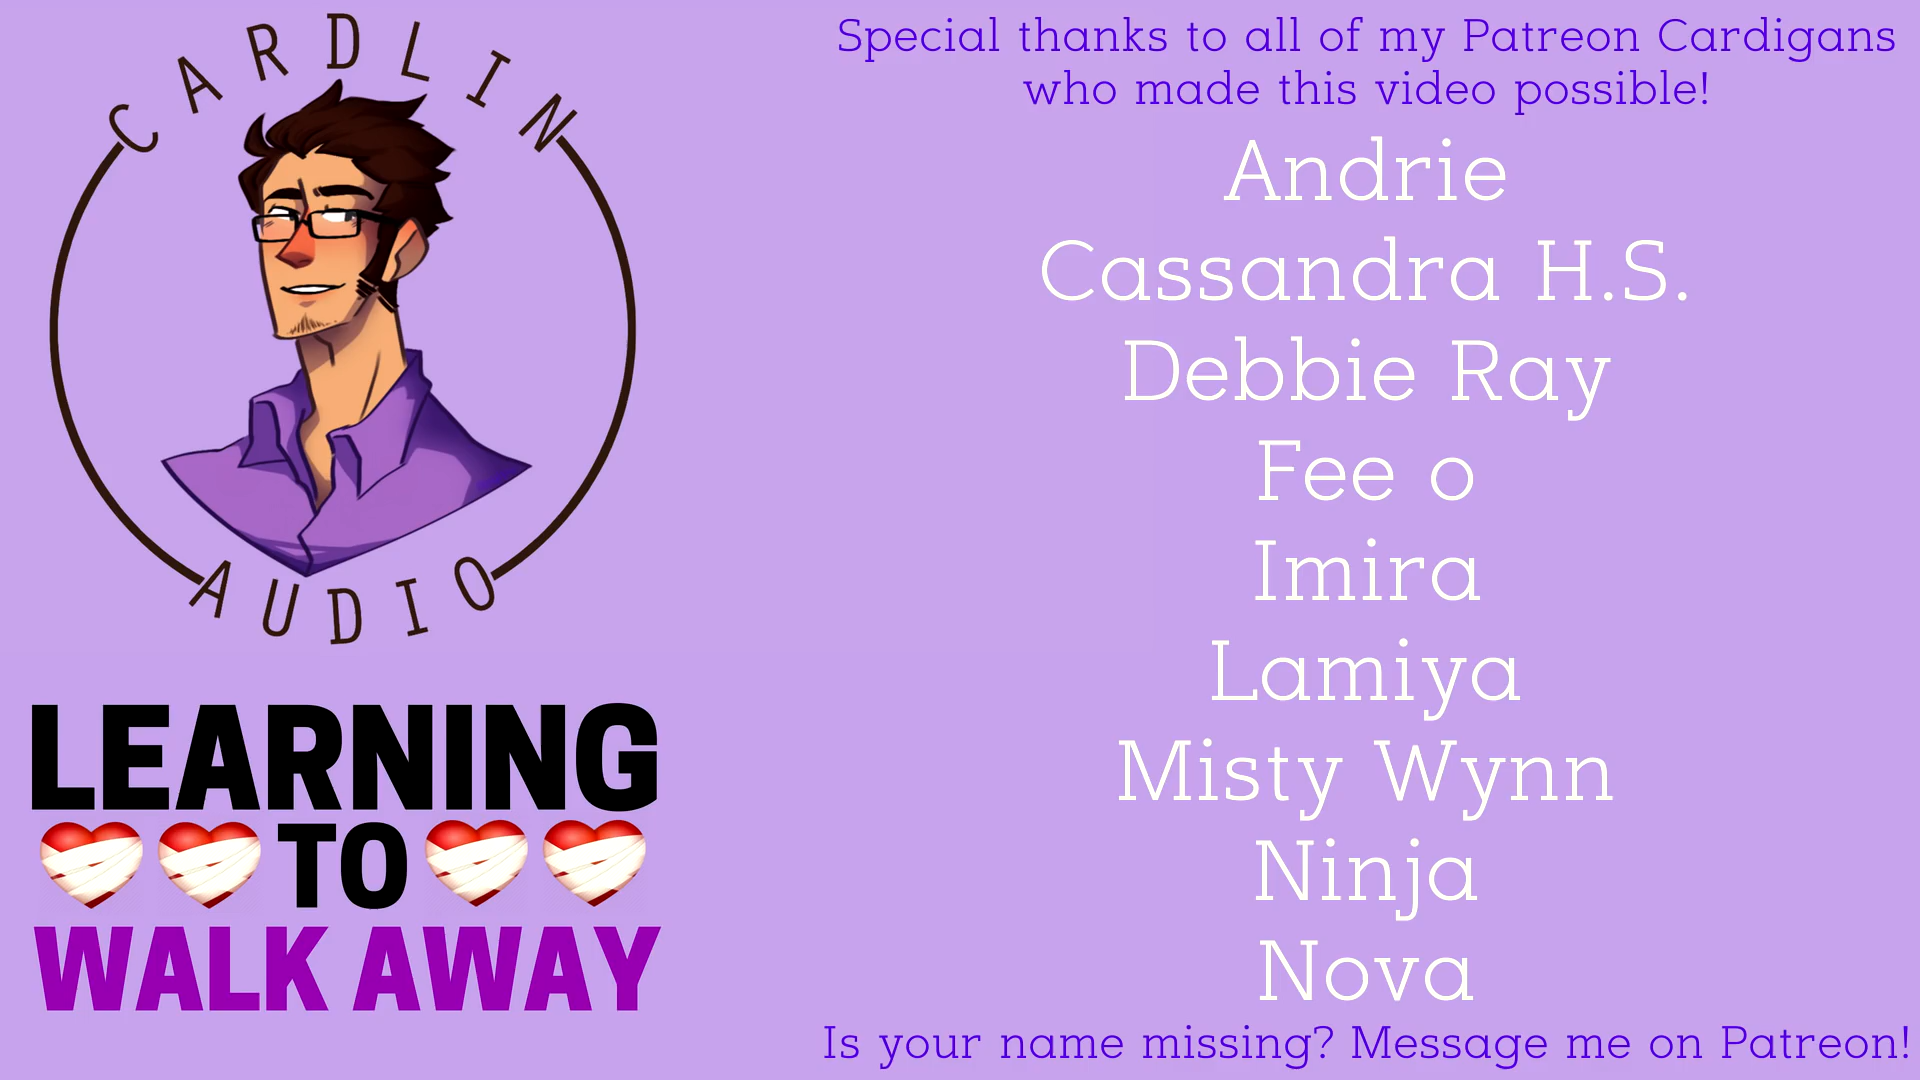 CARDLIN
AUDIO
LEARNING
TO
WALK AWAY
Special thanks to all of my Patreon Cardigans
who made this video possible!
Andrie
Cassandra H.S.
Debbie Ray
Fee o
Imira
Lamiya
Misty Wynn
Ninja
Nova
Is your name missing? Message me on Patreon!